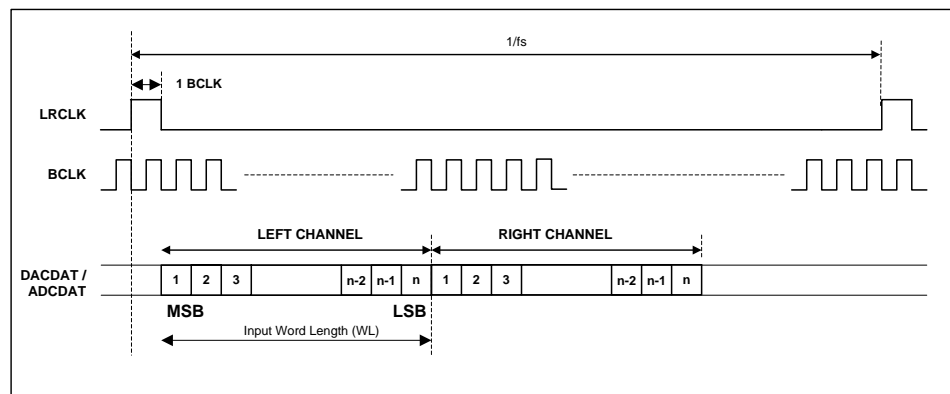 1/fs
1 BCLK
LRCLK
BCLK
LEFT CHANNEL
RIGHT CHANNEL
DACDAT /
ADCDAT
1 2 3 n-2 n-1 n 1 2 3 n-2 n-1 n
MSB LSB
Input Word Length (WL)